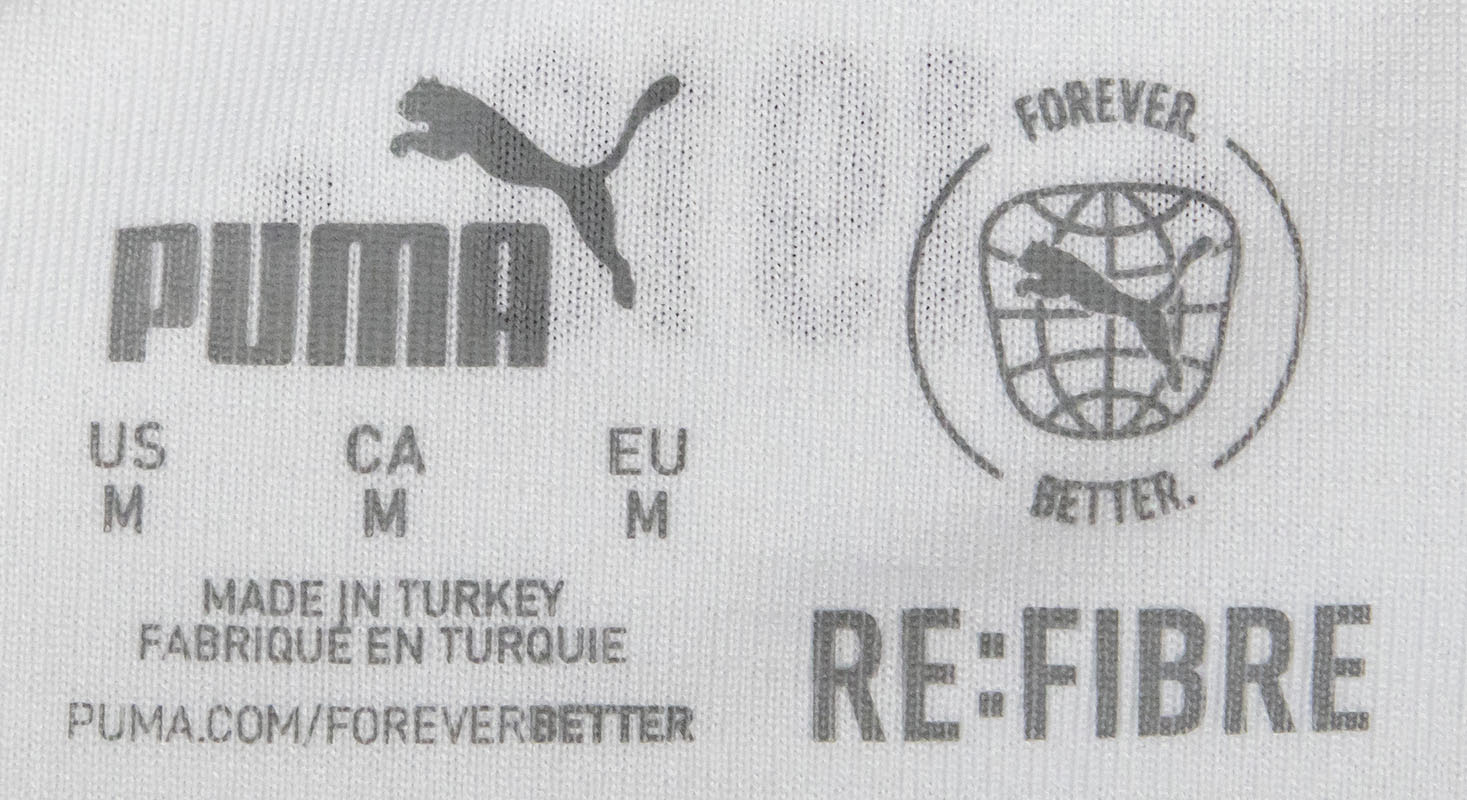 PUMA
US CA EU
M M M
MADE IN TURKEY
FABRIQUÉ EN TURQUIE
PUMA.COM/FOREVERBETTER
FOREVER.
BETTER.
RE:FIBRE